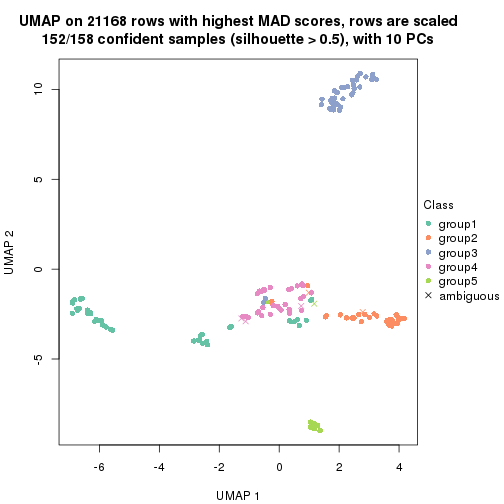 UMAP on 21168 rows with highest MAD scores, rows are scaled
152/158 confident samples (silhouette > 0.5), with 10 PCs
10
5
0
-5
UMAP 2
-6
-4
-2
0
2
4
UMAP 1
Class
group1
group2
group3
group4
group5
ambiguous